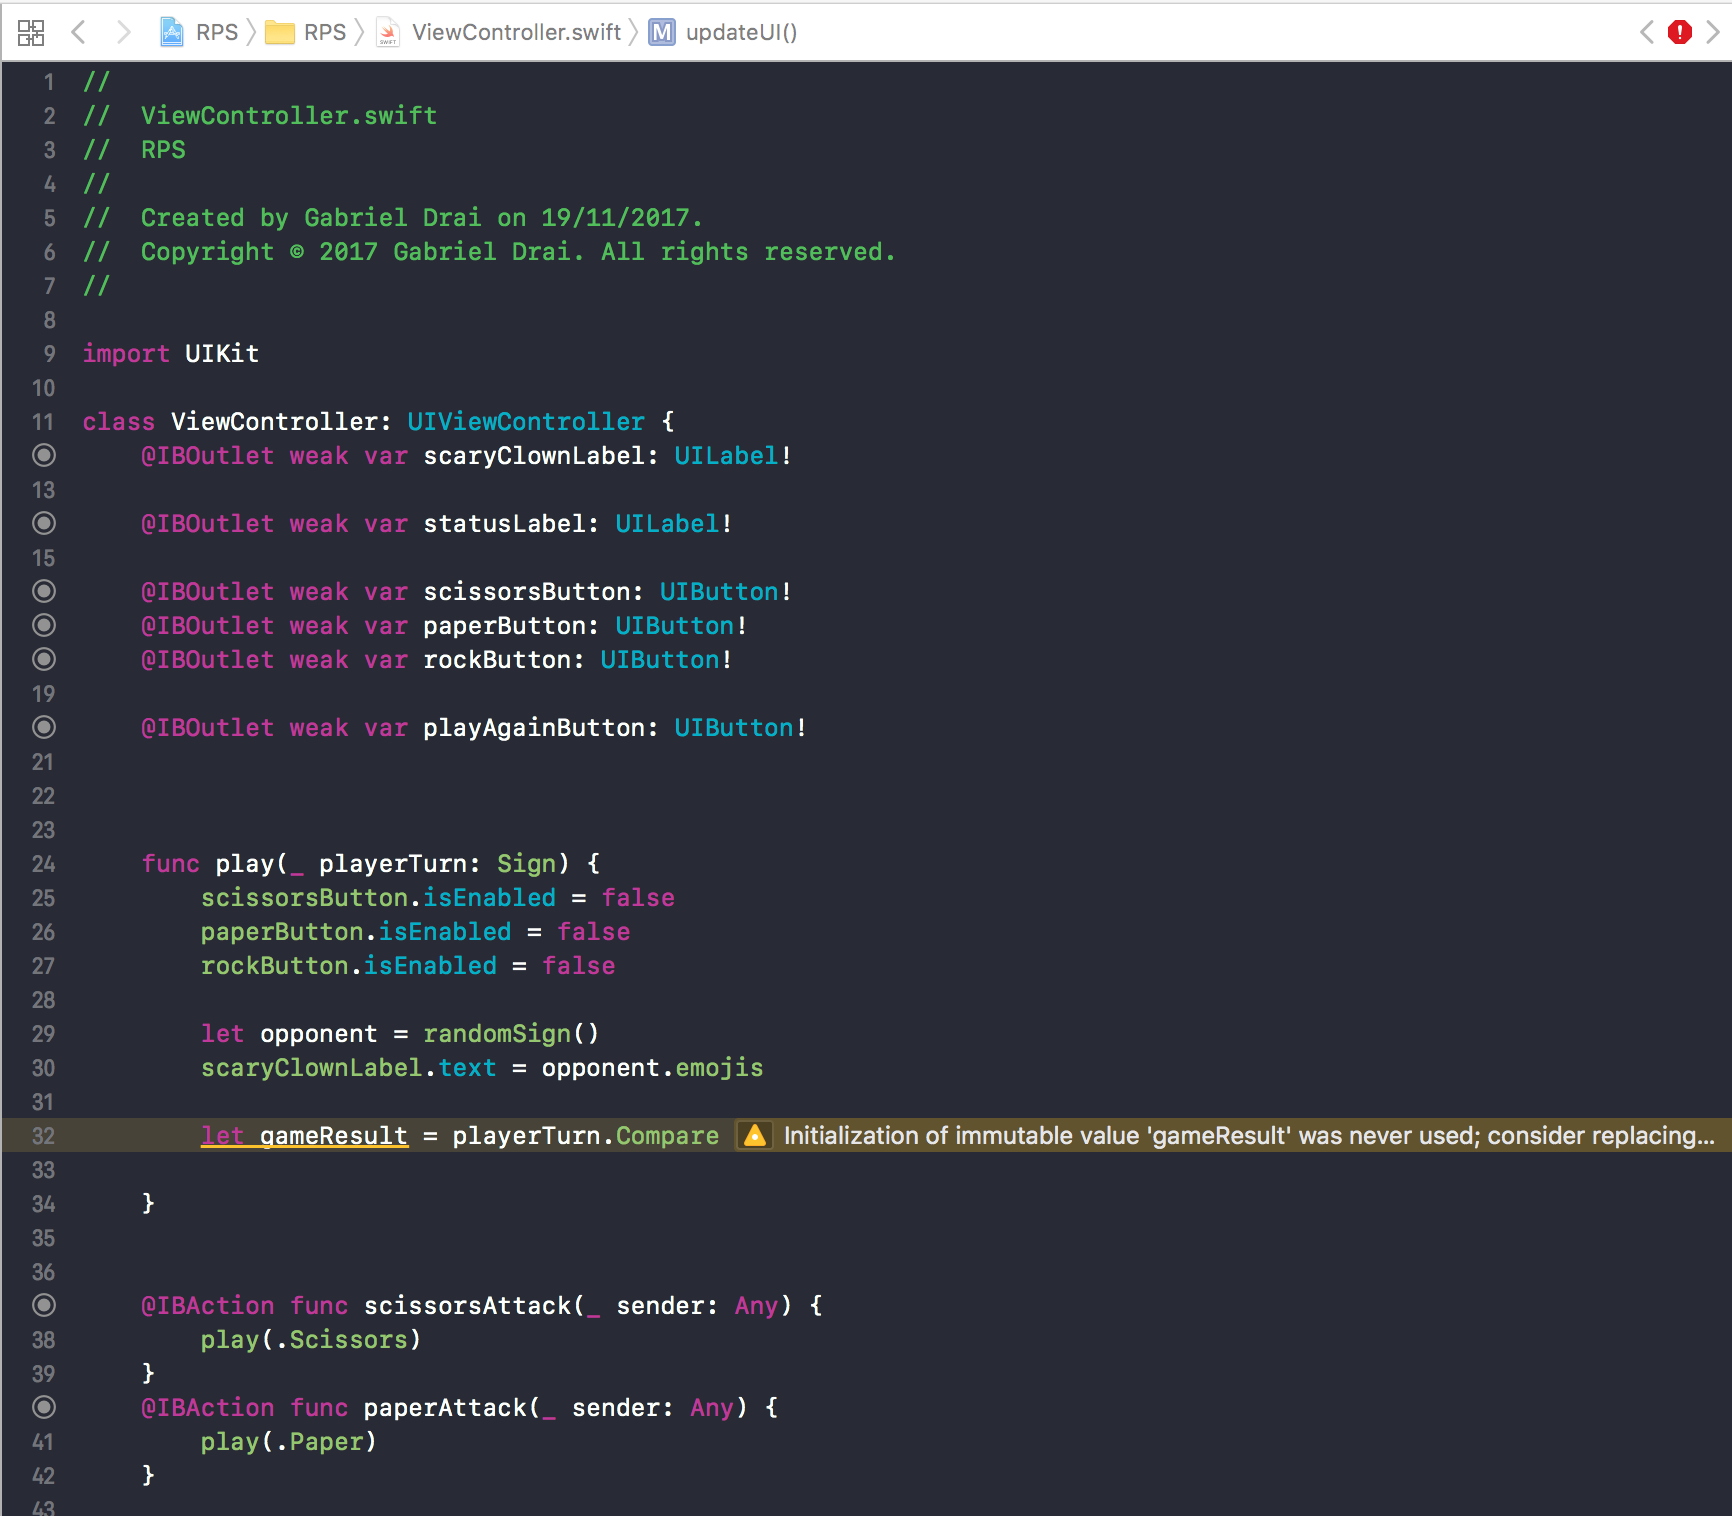 RPS RPS ViewController.swift M updateUI()
1 //
2 // ViewController.swift
3 // RPS
4 //
5 // Created by Gabriel Drai on 19/11/2017.
6 // Copyright © 2017 Gabriel Drai. All rights reserved.
7 //
8
9 import UIKit
10
11 class ViewController: UIViewController {
@IBOutlet weak var scaryClownLabel: UILabel!
13
@IBOutlet weak var statusLabel: UILabel!
15
@IBOutlet weak var scissorsButton: UIButton!
@IBOutlet weak var paperButton: UIButton!
@IBOutlet weak var rockButton: UIButton!
19
@IBOutlet weak var playAgainButton: UIButton!
21
22
23
24 func play(_ playerTurn: Sign) {
25 scissorsButton.isEnabled = false
26 paperButton.isEnabled = false
27 rockButton.isEnabled = false
28
29 let opponent = randomSign()
30 scaryClownLabel.text = opponent.emojis
31
32 let gameResult = playerTurn.Compare Initialization of immutable value 'gameResult' was never used; consider replacing...
33
34 }
35
36
@IBAction func scissorsAttack(_ sender: Any) {
38 play(.Scissors)
39 }
@IBAction func paperAttack(_ sender: Any) {
41 play(.Paper)
42 }
43